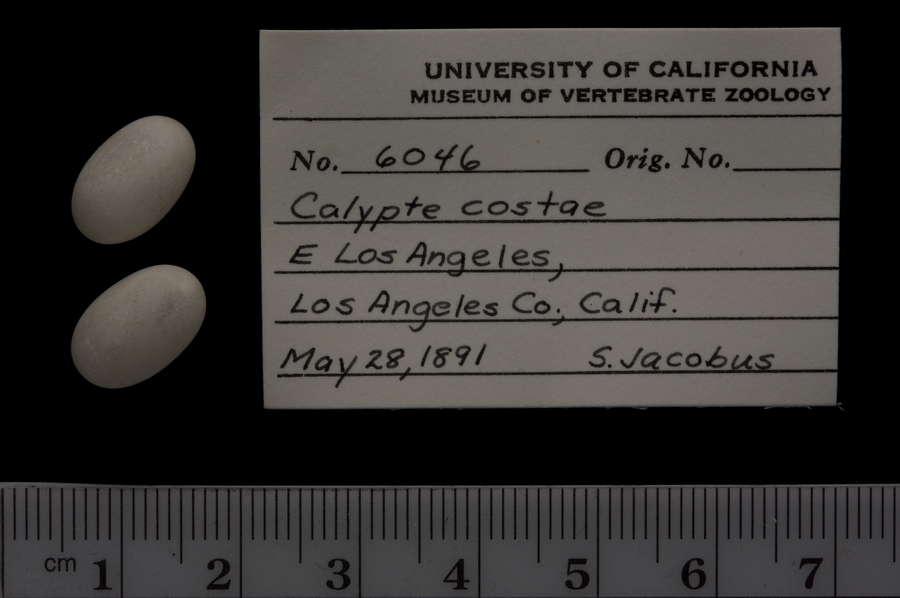 UNIVERSITY OF CALIFORNIA
MUSEUM OF VERTEBRATE ZOOLOGY
No. 6046 Orig. No.
Calypte costae
E Los Angeles,
Los Angeles Co., Calif.
May 28, 1891 S. Jacobus
cm 1 2 3 4 5 6 7